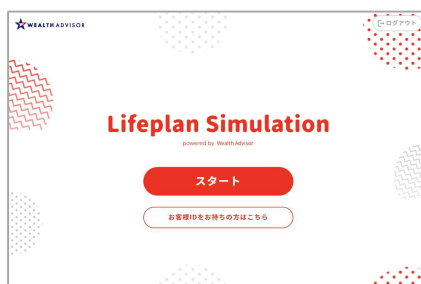 WEALTH ADVISOR
ログアウト
Lifeplan Simulation
powered by Wealth Advisor
スタート
お客様IDをお持ちの方はこちら